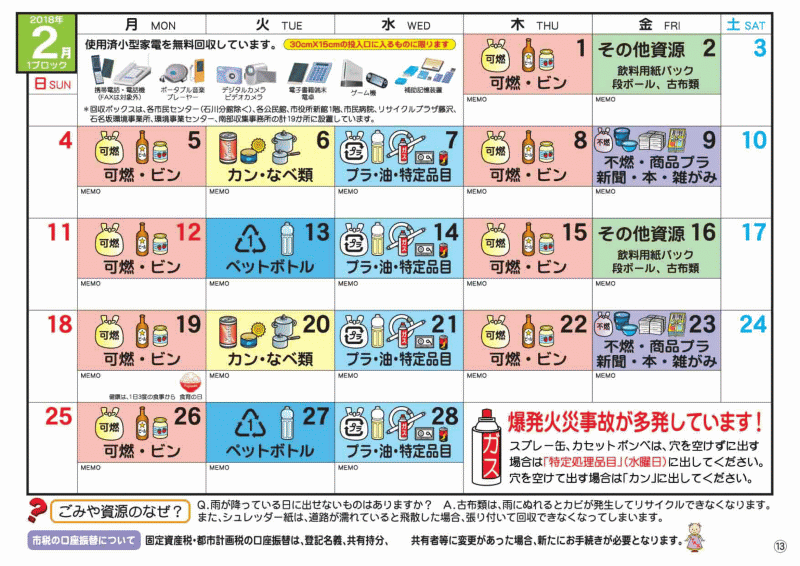 2018年
2月
1ブロック
日 SUN
月 MON
火 TUE
水 WED
木 THU
金 FRI
土 SAT
使用済小型家電を無料回収しています。
30cm×15cmの投入口に入るものに限ります
携帯電話・電話機
(FAXは対象外)
ポータブル音楽
プレーヤー
デジタルカメラ
ビデオカメラ
電子書籍端末
電卓
ゲーム機
補助記憶装置
*回収ボックスは、各市民センター(石川分館除く)、各公民館、市役所新館1階、市民病院、リサイクルプラザ藤沢、
石名坂環境事業所、環境事業センター、南部収集事務所の計19か所に設置しています。
可燃
1
可燃・ビン
MEMO
その他資源 2
飲料用紙パック
段ボール、古布類
MEMO
3
4
可燃
5
可燃・ビン
MEMO
6
カン・なべ類
MEMO
プラ
7
プラ・油・特定品目
MEMO
可燃
8
可燃・ビン
MEMO
不燃
9
不燃・商品プラ
新聞・本・雑がみ
MEMO
10
11
可燃
12
可燃・ビン
MEMO
1
13
ペットボトル
MEMO
プラ
14
プラ・油・特定品目
MEMO
可燃
15
可燃・ビン
MEMO
その他資源 16
飲料用紙パック
段ボール、古布類
MEMO
17
18
可燃
19
可燃・ビン
MEMO
健康は、1日3度の食事から 食育の日
20
カン・なべ類
MEMO
プラ
21
プラ・油・特定品目
MEMO
可燃
22
可燃・ビン
MEMO
不燃
23
不燃・商品プラ
新聞・本・雑がみ
MEMO
24
25
可燃
26
可燃・ビン
MEMO
1
27
ペットボトル
MEMO
プラ
28
プラ・油・特定品目
MEMO
ガス
爆発火災事故が多発しています!
スプレー缶、カセットボンベは、穴を空けずに出す
場合は「特定処理品目」(水曜日)に出してください。
穴を空けて出す場合は「カン」に出してください。
? ごみや資源のなぜ?
Q.雨が降っている日に出せないものはありますか? A.古布類は、雨にぬれるとカビが発生してリサイクルできなくなります。
また、シュレッダー紙は、道路が濡れていると飛散した場合、張り付いて回収できなくなってしまいます。
市税の口座振替について
固定資産税・都市計画税の口座振替は、登記名義、共有持分、 共有者等に変更があった場合、新たにお手続きが必要となります。
13